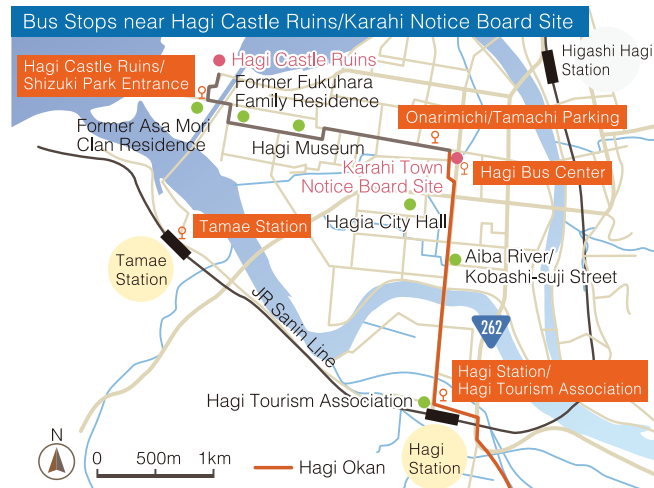 Bus Stops near Hagi Castle Ruins/Karahi Notice Board Site
Hagi Castle Ruins/
Shizuki Park Entrance
Hagi Castle Ruins
Higashi Hagi
Station
Former Fukuhara
Family Residence
Former Asa Mori
Clan Residence
Hagi Museum
Onarimichi/Tamachi Parking
Karahi Town
Notice Board Site
Hagi Bus Center
Hagia City Hall
Tamae Station
Tamae
Station
Aiba River/
Kobashi-suji Street
JR Sanin Line
262
Hagi Station/
Hagi Tourism Association
Hagi Tourism Association
Hagi
Station
N
0 500m 1km
Hagi Okan